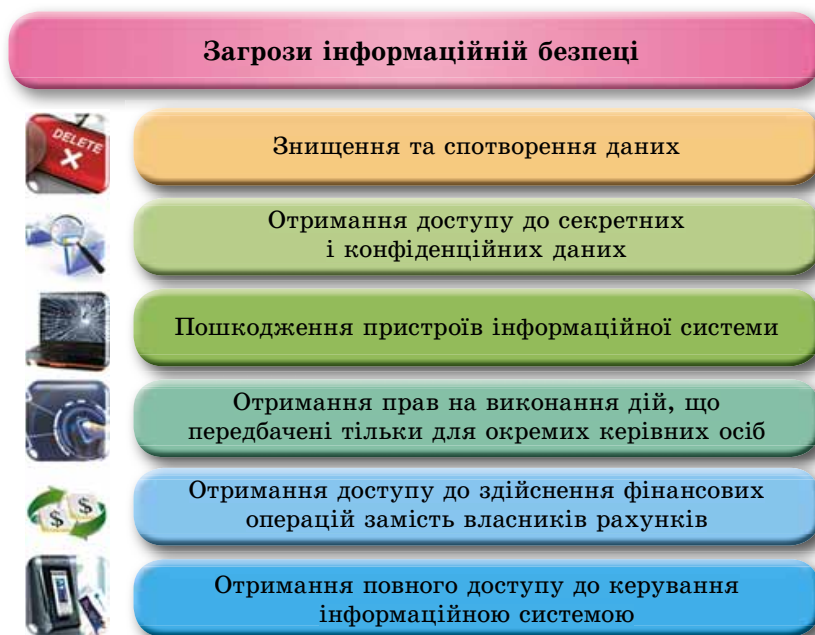 Загрози інформаційній безпеці
DELETE
X
Знищення та спотворення даних
Отримання доступу до секретних
і конфіденційних даних
Пошкодження пристроїв інформаційної системи
Отримання прав на виконання дій, що
передбачені тільки для окремих керівних осіб
$ $
Отримання доступу до здійснення фінансових
операцій замість власників рахунків
Отримання повного доступу до керування
інформаційною системою